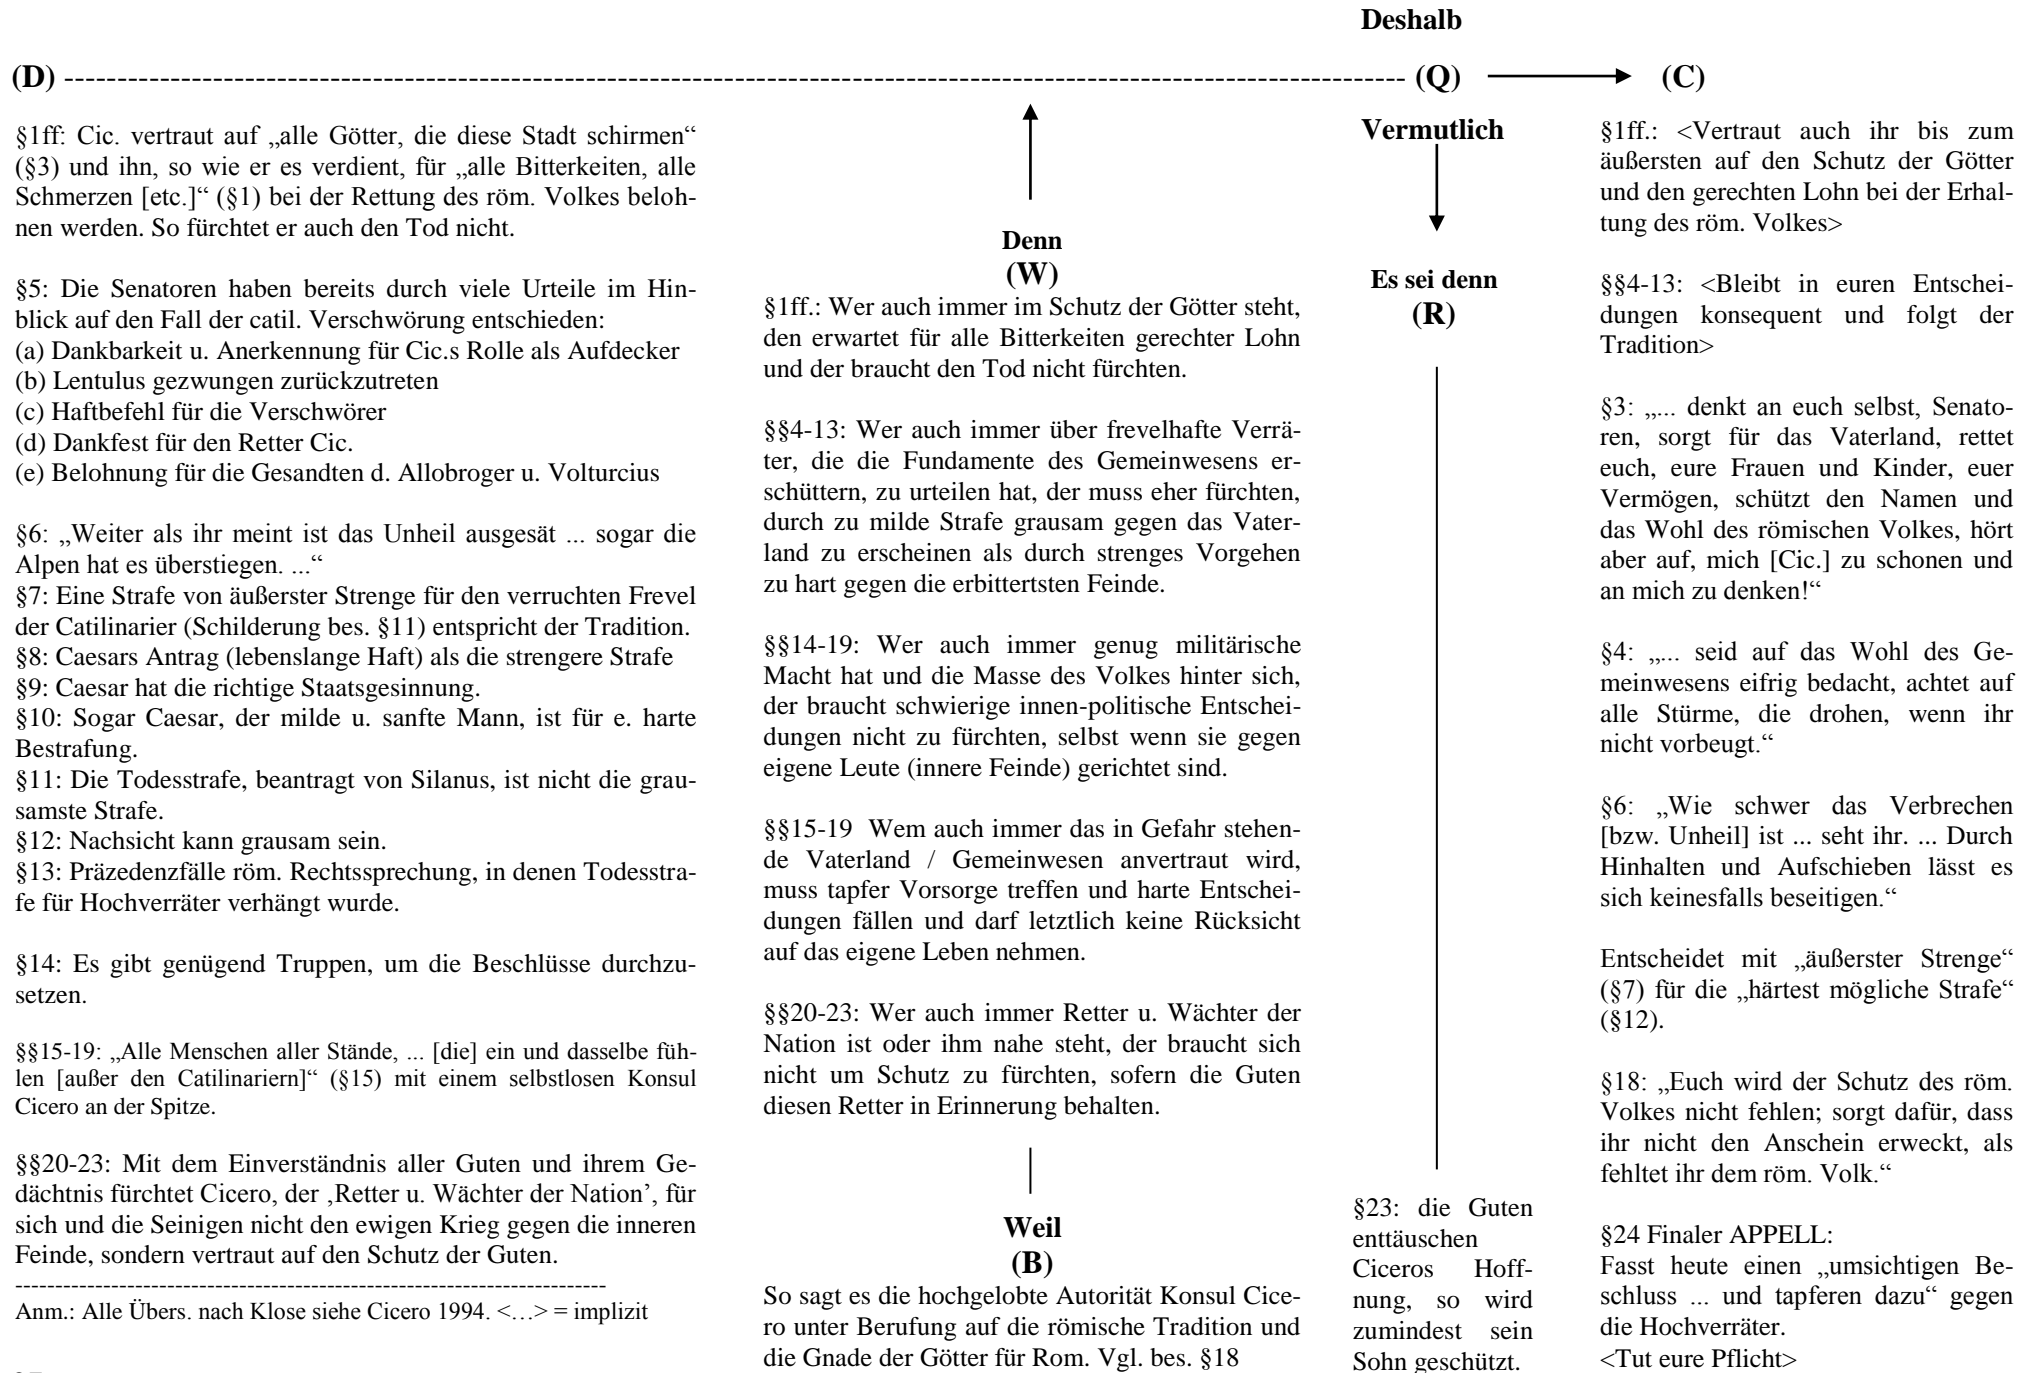 Deshalb
(D) ------------------------------------------------------------------------------------------------------------------------------ (Q) (C)
§1ff: Cic. vertraut auf „alle Götter, die diese Stadt schirmen“
(§3) und ihn, so wie er es verdient, für „alle Bitterkeiten, alle
Schmerzen [etc.]“ (§1) bei der Rettung des röm. Volkes beloh-
nen werden. So fürchtet er auch den Tod nicht.
§5: Die Senatoren haben bereits durch viele Urteile im Hin-
blick auf den Fall der catil. Verschwörung entschieden:
(a) Dankbarkeit u. Anerkennung für Cic.s Rolle als Aufdecker
(b) Lentulus gezwungen zurückzutreten
(c) Haftbefehl für die Verschwörer
(d) Dankfest für den Retter Cic.
(e) Belohnung für die Gesandten d. Allobroger u. Volturcius
§6: „Weiter als ihr meint ist das Unheil ausgesät ... sogar die
Alpen hat es überstiegen. ...“
§7: Eine Strafe von äußerster Strenge für den verruchten Frevel
der Catilinarier (Schilderung bes. §11) entspricht der Tradition.
§8: Caesars Antrag (lebenslange Haft) als die strengere Strafe
§9: Caesar hat die richtige Staatsgesinnung.
§10: Sogar Caesar, der milde u. sanfte Mann, ist für e. harte
Bestrafung.
§11: Die Todesstrafe, beantragt von Silanus, ist nicht die grau-
samste Strafe.
§12: Nachsicht kann grausam sein.
§13: Präzedenzfälle röm. Rechtssprechung, in denen Todesstra-
fe für Hochverräter verhängt wurde.
§14: Es gibt genügend Truppen, um die Beschlüsse durchzu-
setzen.
§§15-19: „Alle Menschen aller Stände, ... [die] ein und dasselbe füh-
len [außer den Catilinariern]“ (§15) mit einem selbstlosen Konsul
Cicero an der Spitze.
§§20-23: Mit dem Einverständnis aller Guten und ihrem Ge-
dächtnis fürchtet Cicero, der ‚Retter u. Wächter der Nation’, für
sich und die Seinigen nicht den ewigen Krieg gegen die inneren
Feinde, sondern vertraut auf den Schutz der Guten.
--------------------------------------------------------------------------
Anm.: Alle Übers. nach Klose siehe Cicero 1994. <…> = implizit
Denn
(W)
§1ff.: Wer auch immer im Schutz der Götter steht,
den erwartet für alle Bitterkeiten gerechter Lohn
und der braucht den Tod nicht fürchten.
§§4-13: Wer auch immer über frevelhafte Verrä-
ter, die die Fundamente des Gemeinwesens er-
schüttern, zu urteilen hat, der muss eher fürchten,
durch zu milde Strafe grausam gegen das Vater-
land zu erscheinen als durch strenges Vorgehen
zu hart gegen die erbittertsten Feinde.
§§14-19: Wer auch immer genug militärische
Macht hat und die Masse des Volkes hinter sich,
der braucht schwierige innen-politische Entschei-
dungen nicht zu fürchten, selbst wenn sie gegen
eigene Leute (innere Feinde) gerichtet sind.
§§15-19 Wem auch immer das in Gefahr stehen-
de Vaterland / Gemeinwesen anvertraut wird,
muss tapfer Vorsorge treffen und harte Entschei-
dungen fällen und darf letztlich keine Rücksicht
auf das eigene Leben nehmen.
§§20-23: Wer auch immer Retter u. Wächter der
Nation ist oder ihm nahe steht, der braucht sich
nicht um Schutz zu fürchten, sofern die Guten
diesen Retter in Erinnerung behalten.
Weil
(B)
So sagt es die hochgelobte Autorität Konsul Cice-
ro unter Berufung auf die römische Tradition und
die Gnade der Götter für Rom. Vgl. bes. §18
Vermutlich
Es sei denn
(R)
§23: die Guten
enttäuschen
Ciceros Hoff-
nung, so wird
zumindest sein
Sohn geschützt.
§1ff.: <Vertraut auch ihr bis zum
äußersten auf den Schutz der Götter
und den gerechten Lohn bei der Erhal-
tung des röm. Volkes>
§§4-13: <Bleibt in euren Entschei-
dungen konsequent und folgt der
Tradition>
§3: „... denkt an euch selbst, Senato-
ren, sorgt für das Vaterland, rettet
euch, eure Frauen und Kinder, euer
Vermögen, schützt den Namen und
das Wohl des römischen Volkes, hört
aber auf, mich [Cic.] zu schonen und
an mich zu denken!“
§4: „... seid auf das Wohl des Ge-
meinwesens eifrig bedacht, achtet auf
alle Stürme, die drohen, wenn ihr
nicht vorbeugt.“
§6: „Wie schwer das Verbrechen
[bzw. Unheil] ist ... seht ihr. ... Durch
Hinhalten und Aufschieben lässt es
sich keinesfalls beseitigen.“
Entscheidet mit „äußerster Strenge“
(§7) für die „härtest mögliche Strafe“
(§12).
§18: „Euch wird der Schutz des röm.
Volkes nicht fehlen; sorgt dafür, dass
ihr nicht den Anschein erweckt, als
fehltet ihr dem röm. Volk.“
§24 Finaler APPELL:
Fasst heute einen „umsichtigen Be-
schluss ... und tapferen dazu“ gegen
die Hochverräter.
<Tut eure Pflicht>